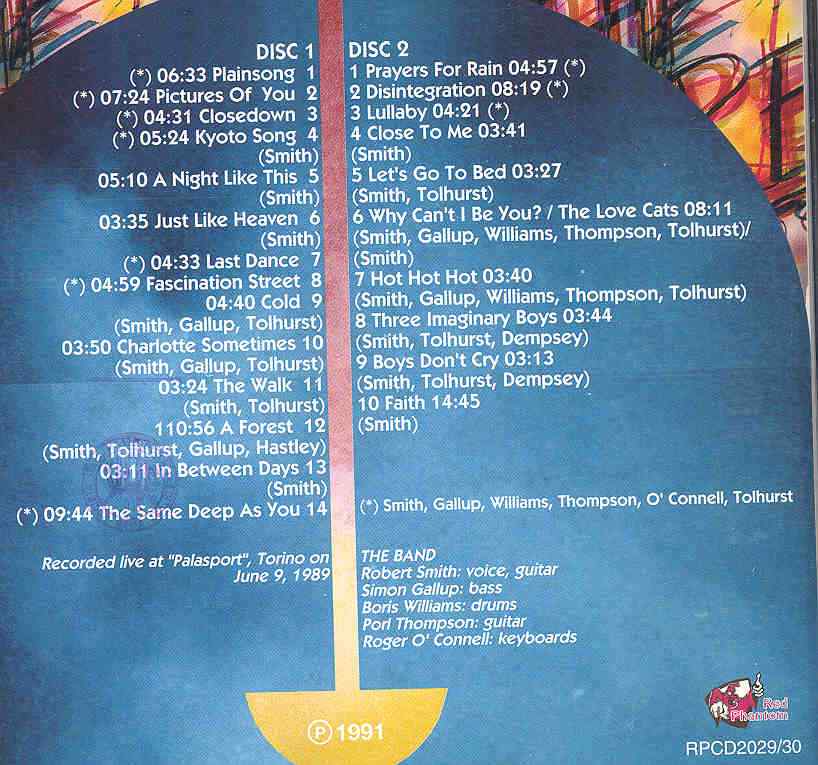 DISC 1
(*) 06:33 Plainsong 1
(*) 07:24 Pictures Of You 2
(*) 04:31 Closedown 3
(*) 05:24 Kyoto Song 4
(Smith)
05:10 A Night Like This 5
(Smith)
03:35 Just Like Heaven 6
(Smith)
(*) 04:33 Last Dance 7
(*) 04:59 Fascination Street 8
04:40 Cold 9
(Smith, Gallup, Tolhurst)
03:50 Charlotte Sometimes 10
(Smith, Gallup, Tolhurst)
03:24 The Walk 11
(Smith, Tolhurst)
110:56 A Forest 12
(Smith, Tolhurst, Gallup, Hastley)
03:11 In Between Days 13
(Smith)
(*) 09:44 The Same Deep As You 14
Recorded live at "Palasport", Torino on
June 9, 1989
DISC 2
1 Prayers For Rain 04:57 (*)
2 Disintegration 08:19 (*)
3 Lullaby 04:21 (*)
4 Close To Me 03:41
(Smith)
5 Let's Go To Bed 03:27
(Smith, Tolhurst)
6 Why Can't I Be You? / The Love Cats 08:11
(Smith, Gallup, Williams, Thompson, Tolhurst)/
(Smith)
7 Hot Hot Hot 03:40
(Smith, Gallup, Williams, Thompson, Tolhurst)
8 Three Imaginary Boys 03:44
(Smith, Tolhurst, Dempsey)
9 Boys Don't Cry 03:13
(Smith, Tolhurst, Dempsey)
10 Faith 14:45
(Smith)
(*) Smith, Gallup, Williams, Thompson, O' Connell, Tolhurst
THE BAND
Robert Smith: voice, guitar
Simon Gallup: bass
Boris Williams: drums
Porl Thompson: guitar
Roger O' Connell: keyboards
℗ 1991
Red
Phantom
RPCD2029/30